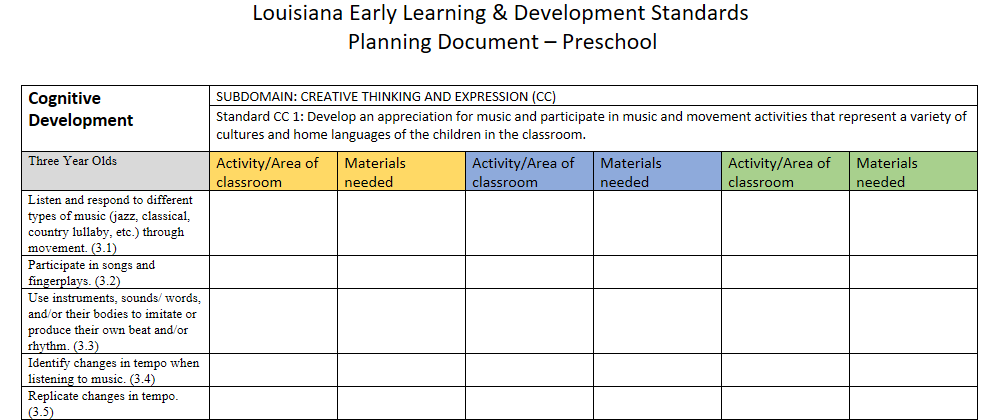 Louisiana Early Learning & Development Standards
Planning Document – Preschool
Cognitive
Development
SUBDOMAIN: CREATIVE THINKING AND EXPRESSION (CC)
Standard CC 1: Develop an appreciation for music and participate in music and movement activities that represent a variety of
cultures and home languages of the children in the classroom.
Three Year Olds
Activity/Area of
classroom
Materials
needed
Activity/Area of
classroom
Materials
needed
Activity/Area of
classroom
Materials
needed
Listen and respond to different
types of music (jazz, classical,
country lullaby, etc.) through
movement. (3.1)
Participate in songs and
fingerplays. (3.2)
Use instruments, sounds/ words,
and/or their bodies to imitate or
produce their own beat and/or
rhythm. (3.3)
Identify changes in tempo when
listening to music. (3.4)
Replicate changes in tempo.
(3.5)